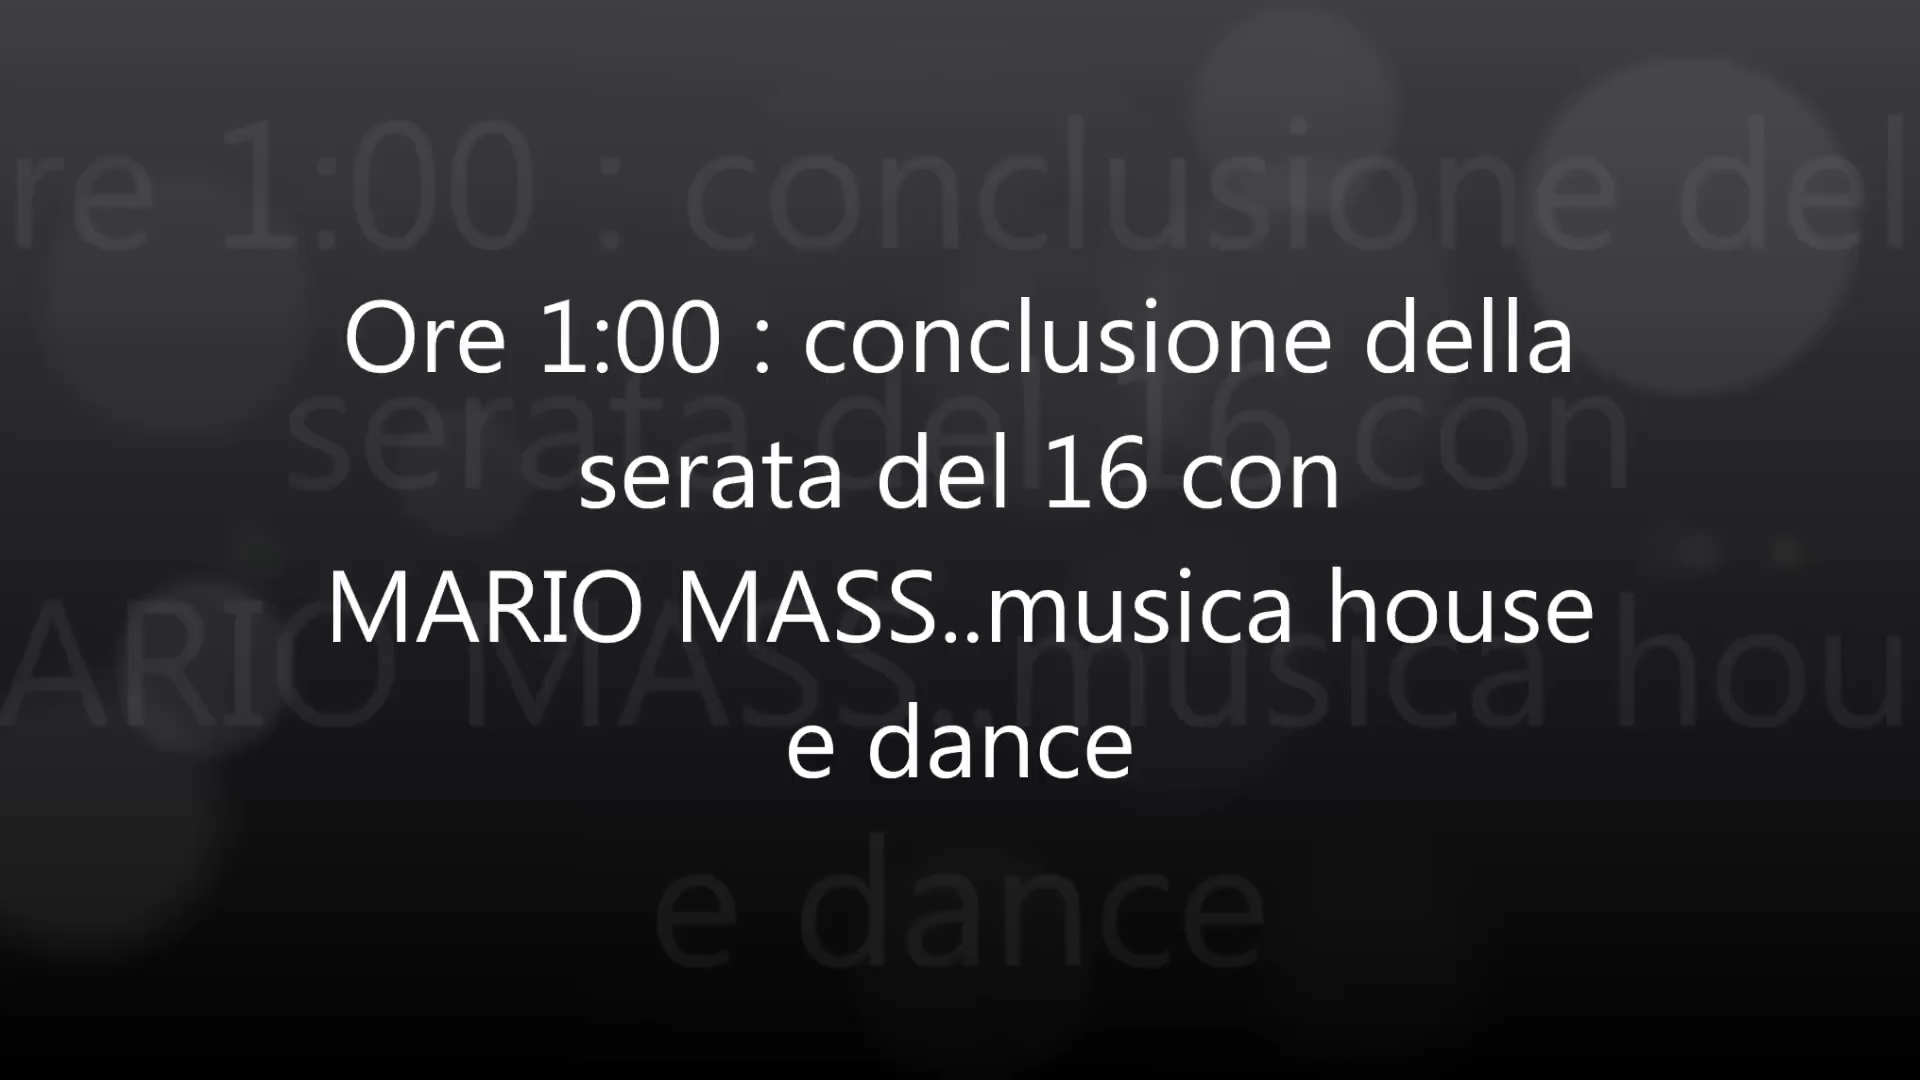 Ore 1:00 : conclusione della
serata del 16 con
MARIO MASS..musica house
e dance